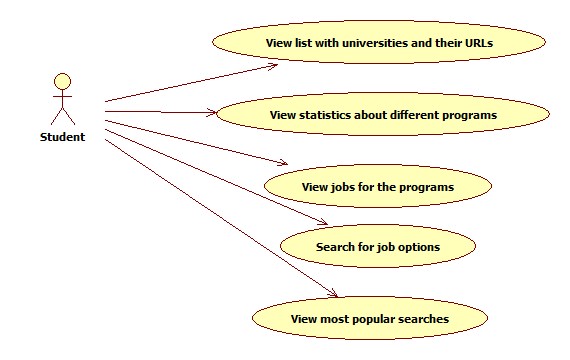 View list with universities and their URLs
Student
View statistics about different programs
View jobs for the programs
Search for job options
View most popular searches